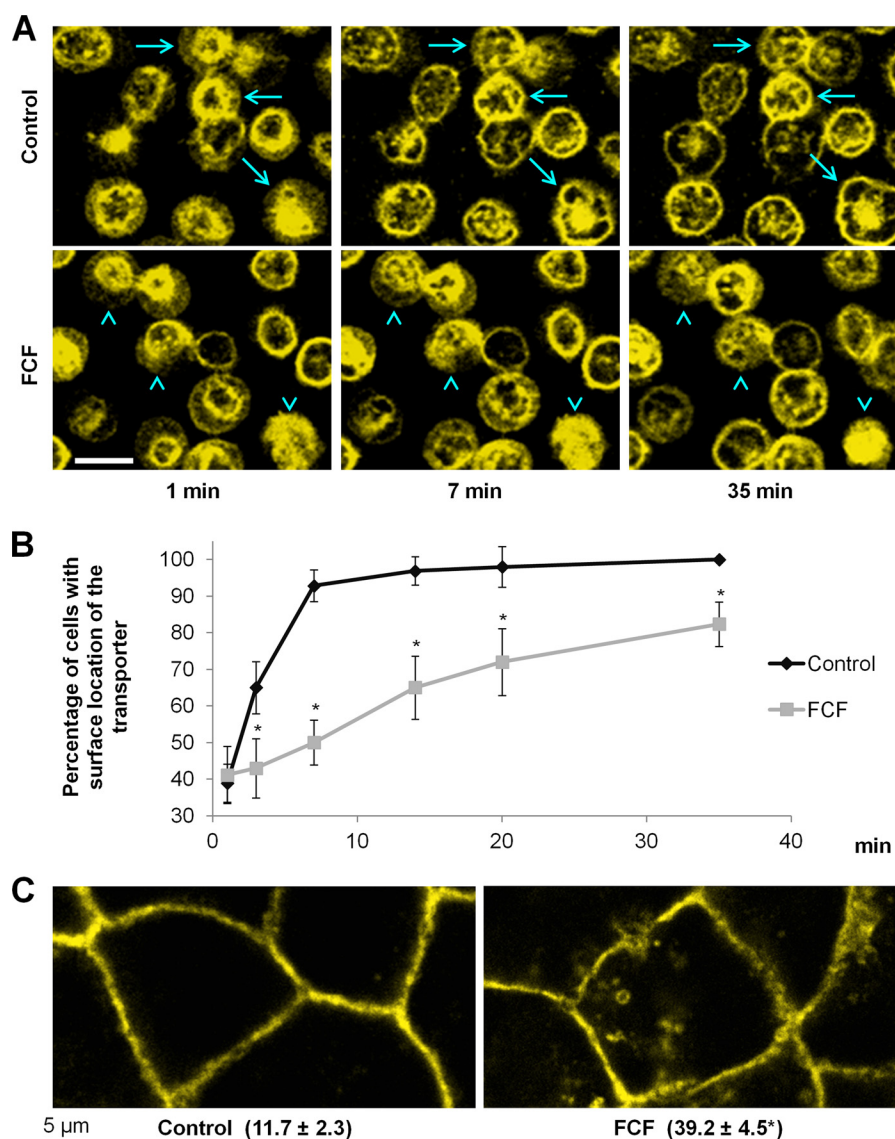 A
Control
FCF
1 min
7 min
35 min
B
Percentage of cells with
surface location of the
transporter
100
90
80
70
60
50
40
30
0
10
20
30
40
min
*
*
*
*
*
Control
FCF
C
5 µm
Control (11.7 ± 2.3)
FCF (39.2 ± 4.5*)